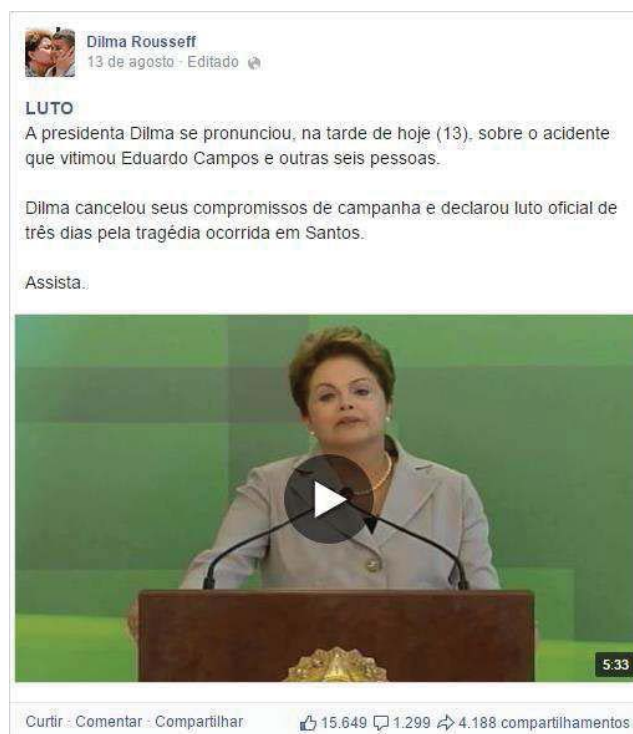 Dilma Rousseff
13 de agosto · Editado
LUTO
A presidenta Dilma se pronunciou, na tarde de hoje (13), sobre o acidente
que vitimou Eduardo Campos e outras seis pessoas.
Dilma cancelou seus compromissos de campanha e declarou luto oficial de
três dias pela tragédia ocorrida em Santos.
Assista.
5:33
Curtir · Comentar · Compartilhar 15.649 1.299 4.188 compartilhamentos